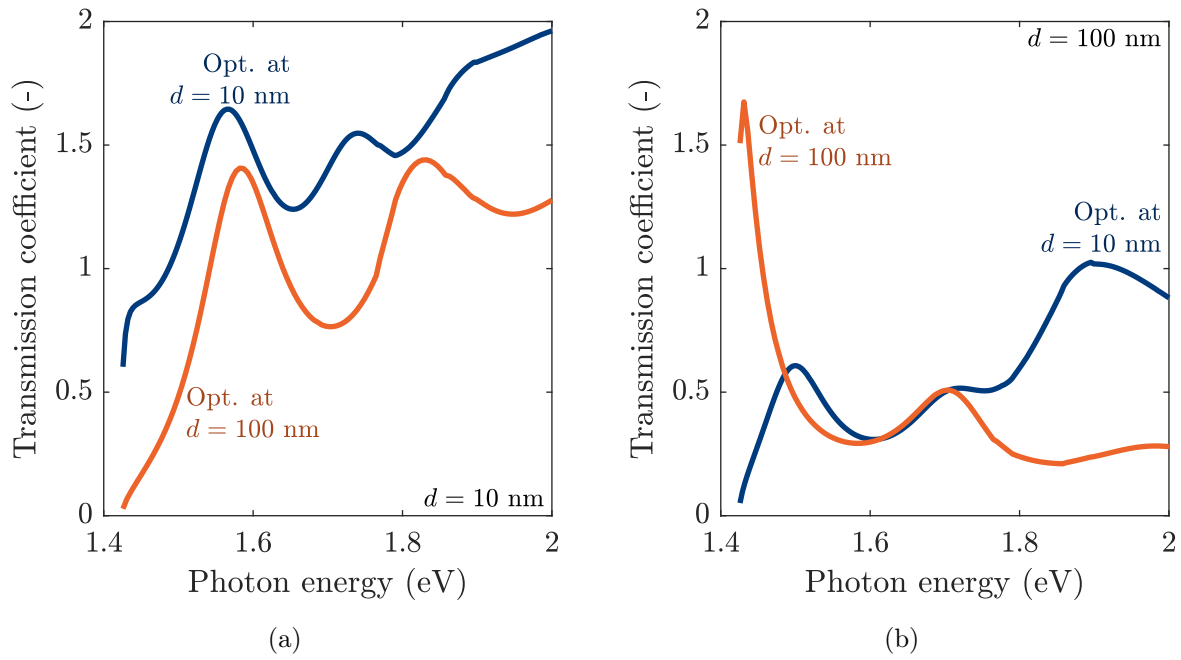 2
1.5
1
0.5
0
1.4
1.6
1.8
2
Transmission coefficient (-)
Photon energy (eV)
Opt. at
d = 10 nm
Opt. at
d = 100 nm
d = 10 nm
(a)
2
1.5
1
0.5
0
1.4
1.6
1.8
2
Transmission coefficient (-)
Photon energy (eV)
d = 100 nm
Opt. at
d = 100 nm
Opt. at
d = 10 nm
(b)